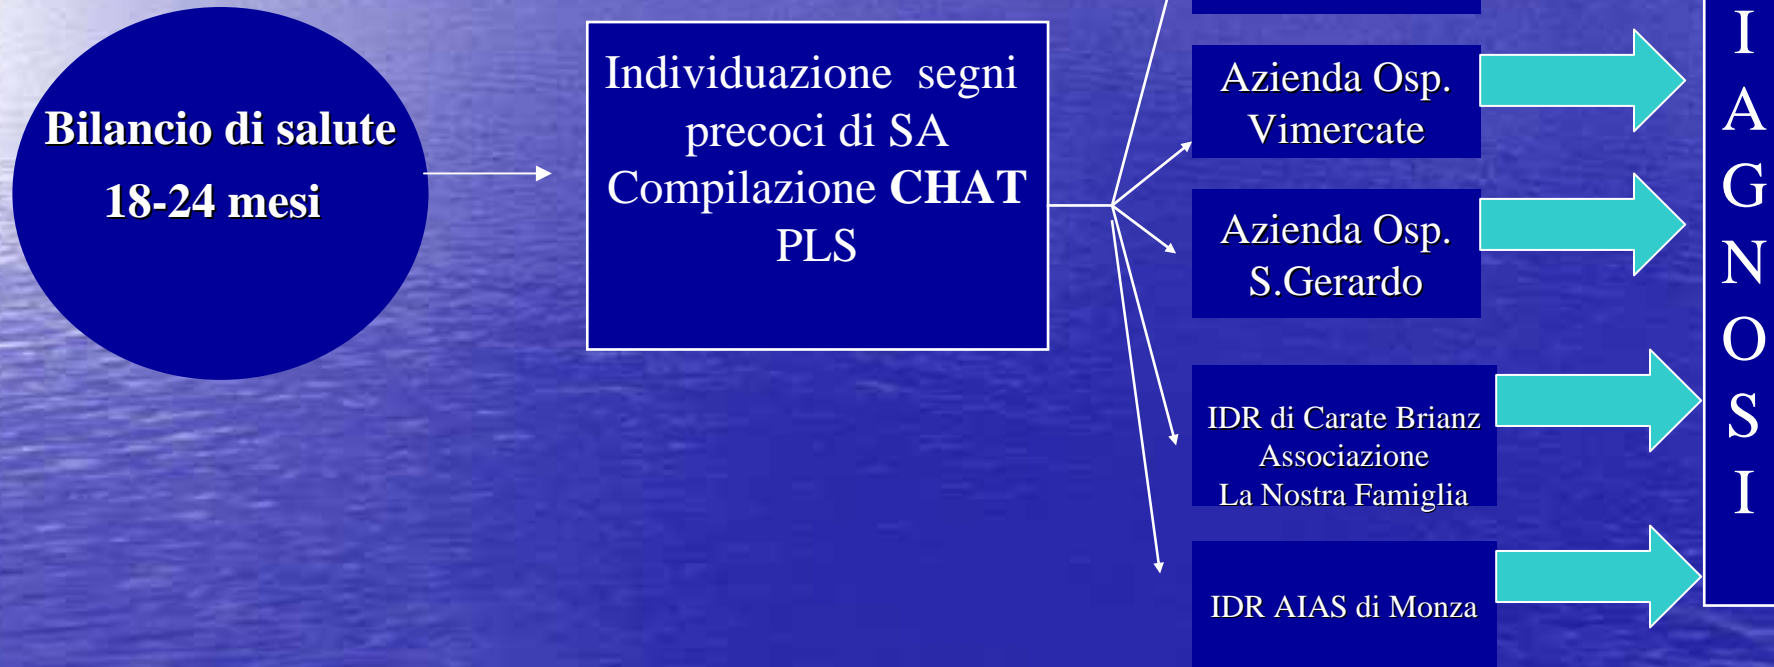 Bilancio di salute
18-24 mesi
Individuazione segni
precoci di SA
Compilazione CHAT
PLS
Azienda Osp.
Vimercate
Azienda Osp.
S.Gerardo
IDR di Carate Brianz
Associazione
La Nostra Famiglia
IDR AIAS di Monza
I
A
G
N
O
S
I